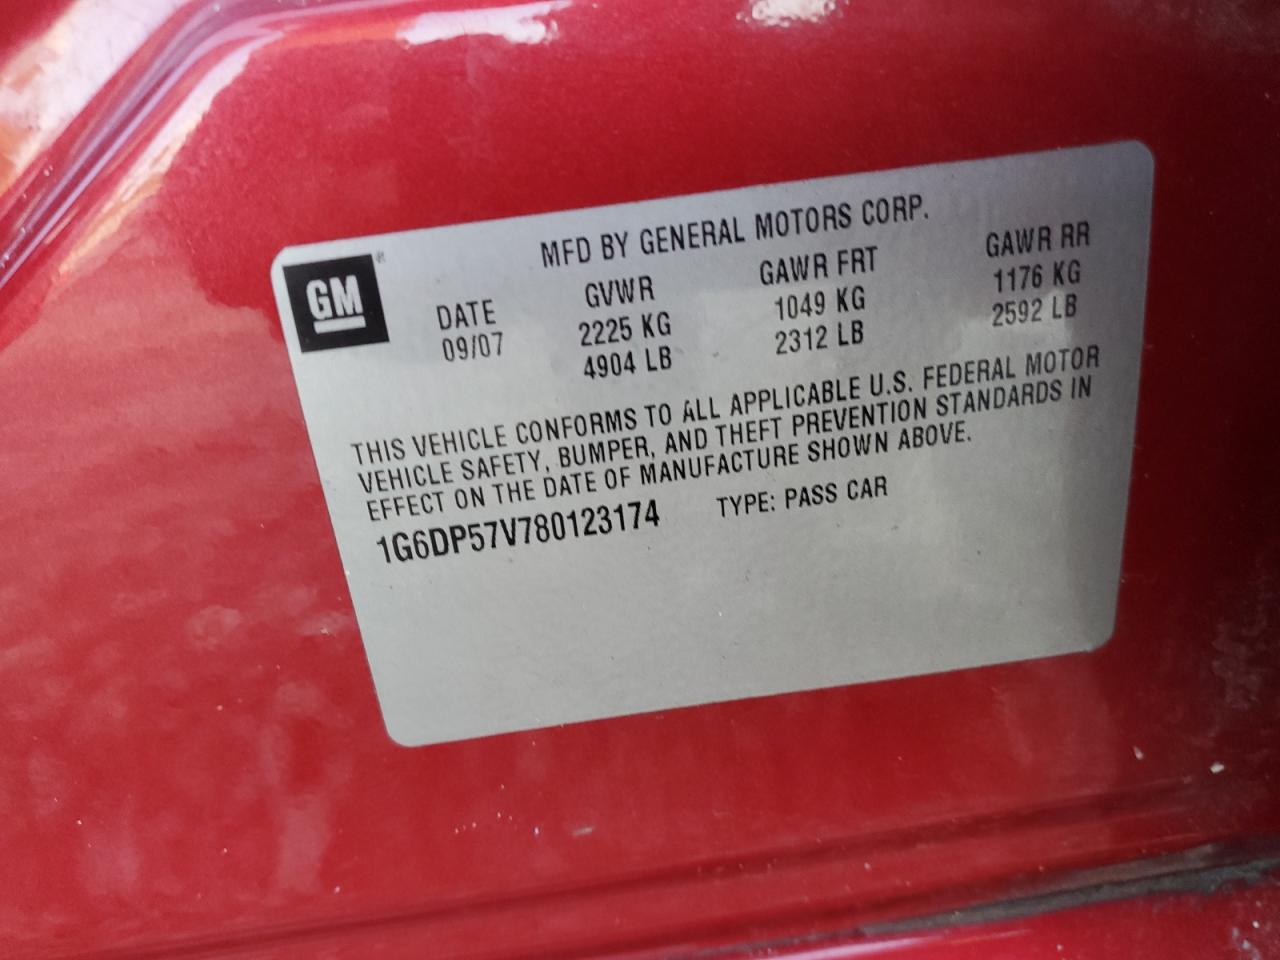 GM®
MFD BY GENERAL MOTORS CORP.
DATE GVWR GAWR FRT GAWR RR
09/07 2225 KG 1049 KG 1176 KG
4904 LB 2312 LB 2592 LB
THIS VEHICLE CONFORMS TO ALL APPLICABLE U.S. FEDERAL MOTOR
VEHICLE SAFETY, BUMPER, AND THEFT PREVENTION STANDARDS IN
EFFECT ON THE DATE OF MANUFACTURE SHOWN ABOVE.
1G6DP57V780123174 TYPE: PASS CAR